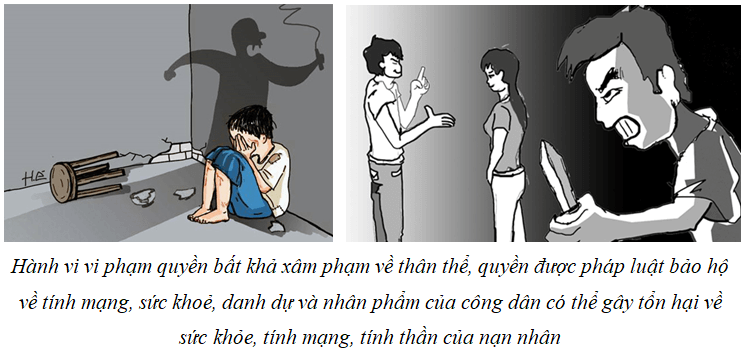 Hà
Hành vi vi phạm quyền bất khả xâm phạm về thân thể, quyền được pháp luật bảo hộ
về tính mạng, sức khoẻ, danh dự và nhân phẩm của công dân có thể gây tổn hại về
sức khỏe, tính mạng, tính thần của nạn nhân